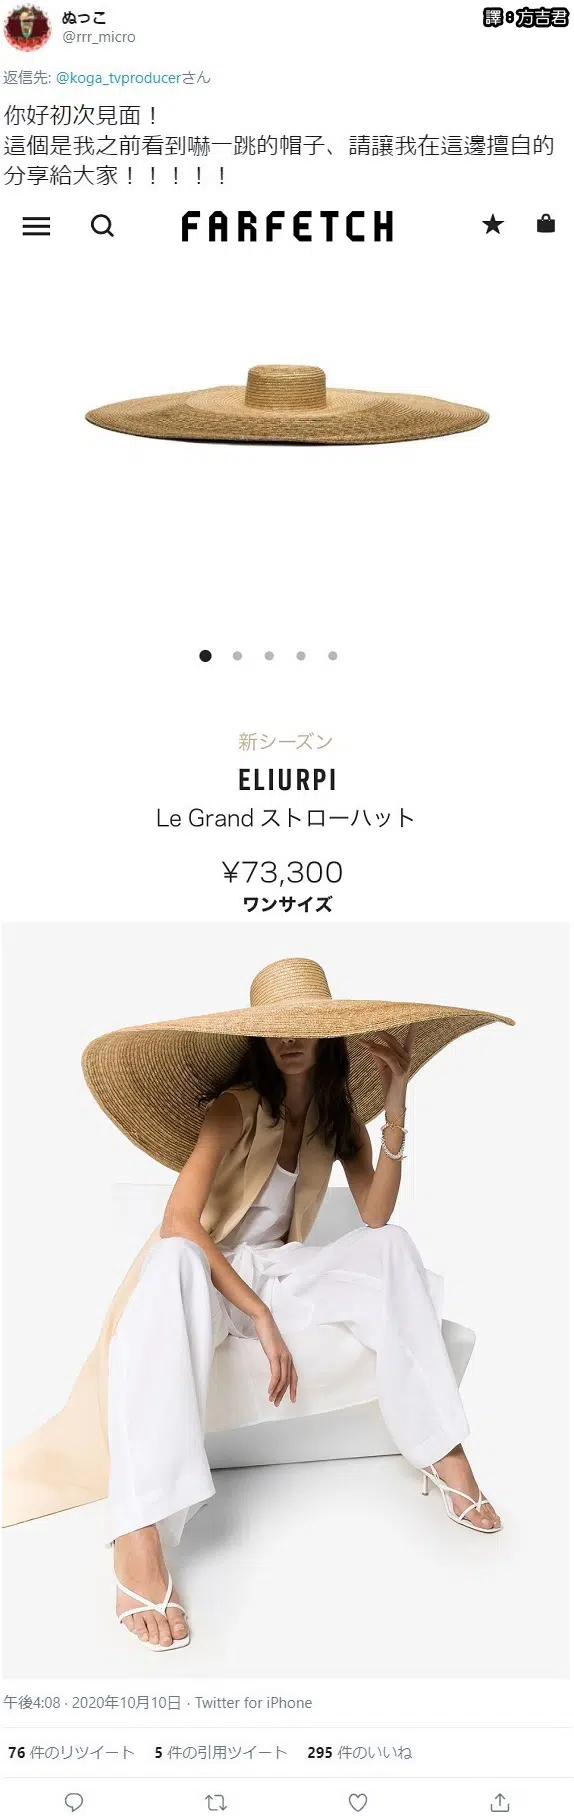 ぬっこ
@rrr_micro
譯:方吉君
返信先: @koga_tvproducerさん
你好初次見面！
這個是我之前看到嚇一跳的帽子、請讓我在這邊擅自的
分享給大家！！！！！
FARFETCH
新シーズン
ELIURPI
Le Grand ストローハット
¥73,300
ワンサイズ
午後4:08 · 2020年10月10日 · Twitter for iPhone
76 件のリツイート 5 件の引用ツイート 295 件のいいね